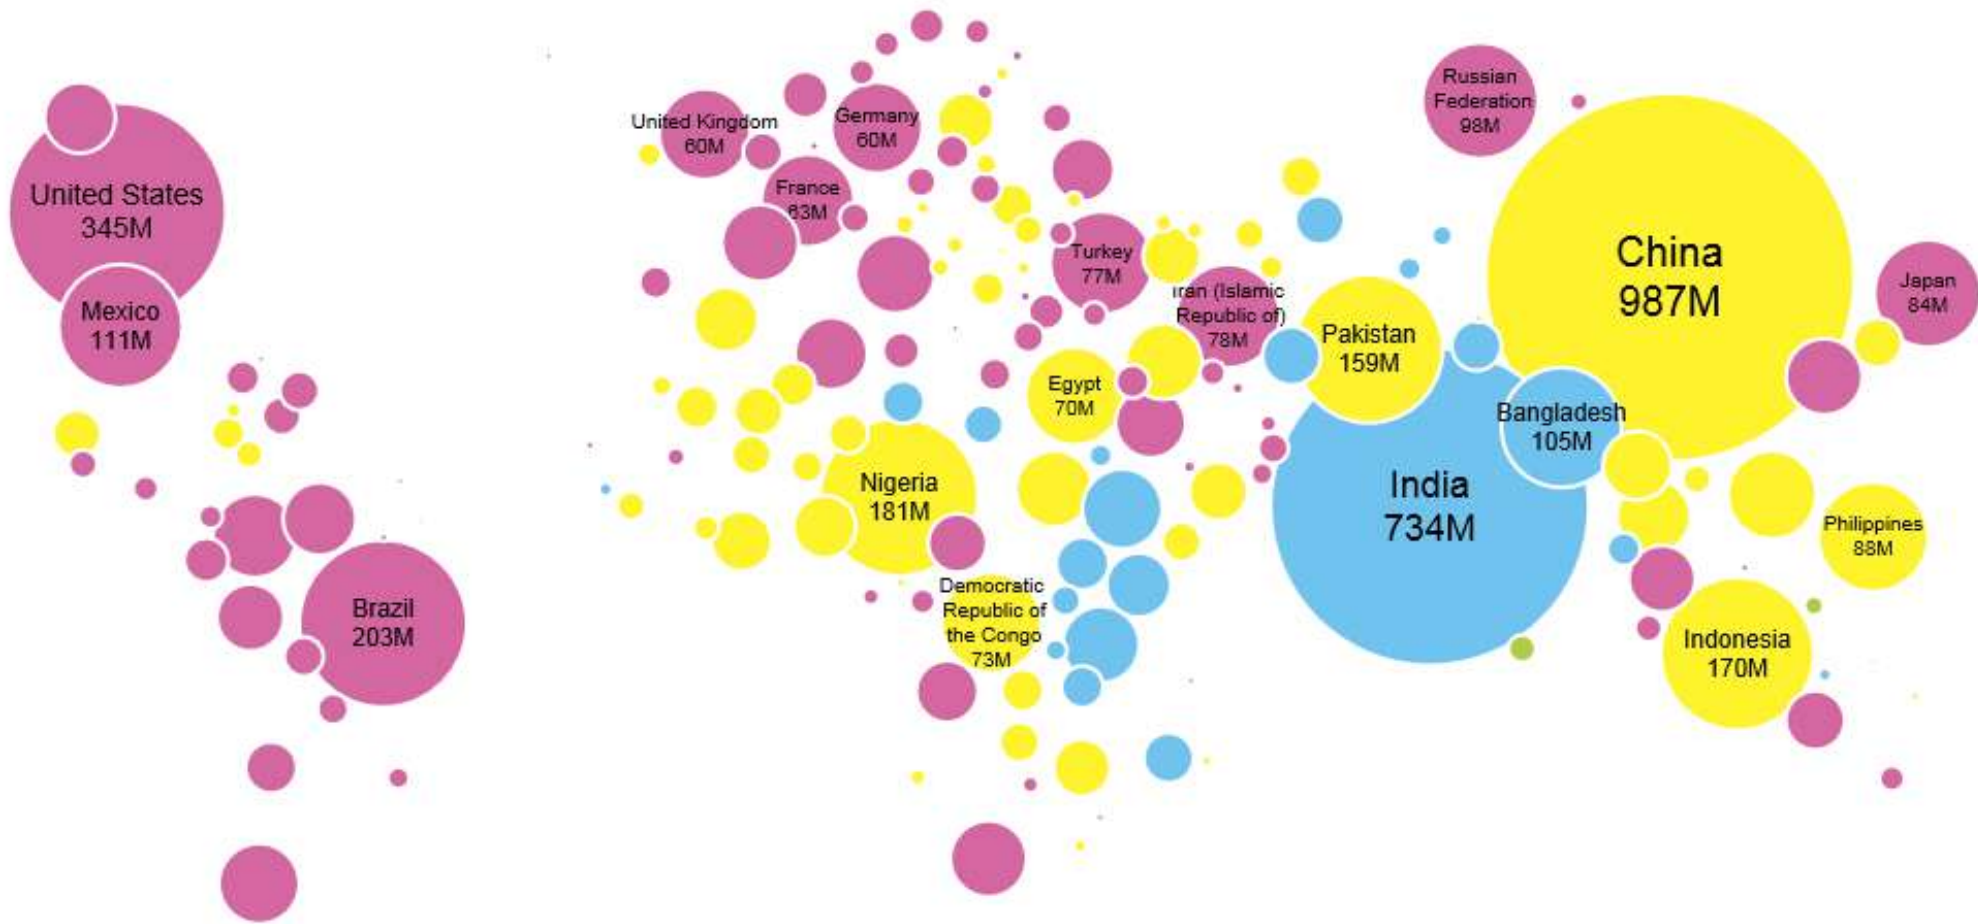 United States
345M
Mexico
111M
Brazil
203M
United Kingdom
60M
Germany
60M
France
63M
Turkey
77M
Iran (Islamic
Republic of)
78M
Egypt
70M
Nigeria
181M
Democratic
Republic of
the Congo
73M
Russian
Federation
98M
China
987M
Japan
84M
Pakistan
159M
Bangladesh
105M
India
734M
Philippines
88M
Indonesia
170M